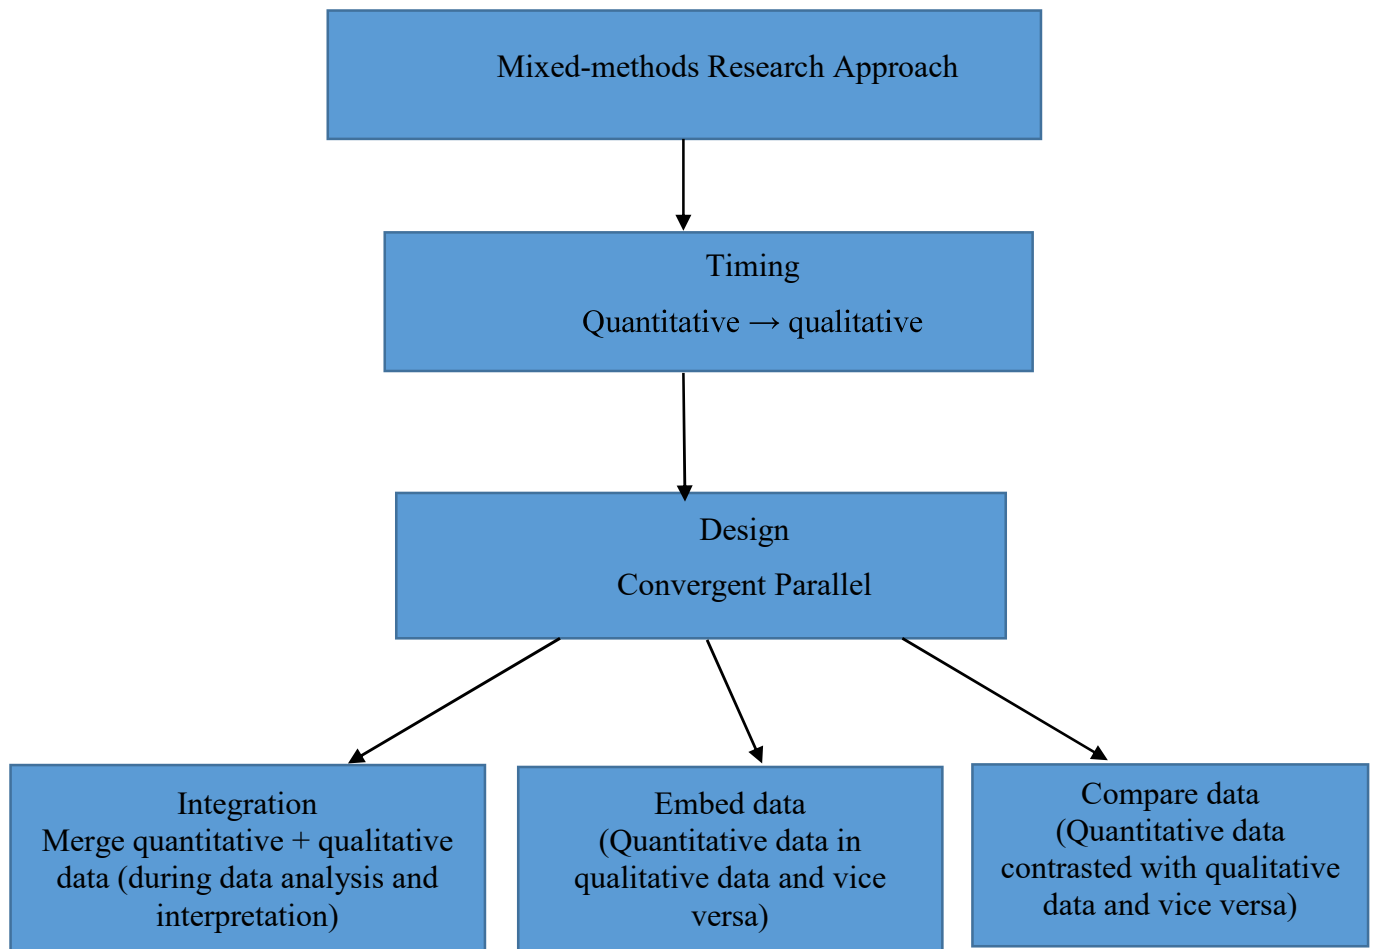 Mixed-methods Research Approach
Timing
Quantitative → qualitative
Design
Convergent Parallel
Integration
Merge quantitative + qualitative
data (during data analysis and
interpretation)
Embed data
(Quantitative data in
qualitative data and vice
versa)
Compare data
(Quantitative data
contrasted with qualitative
data and vice versa)